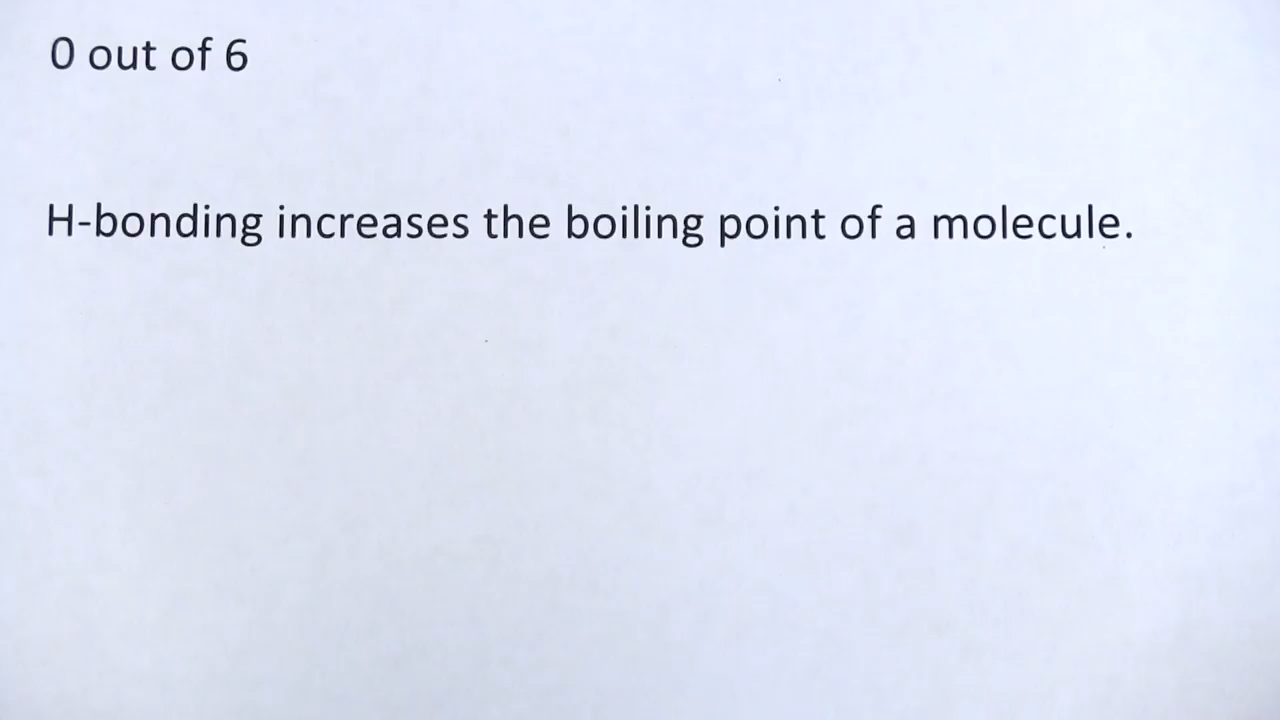 0 out of 6
H-bonding increases the boiling point of a molecule.